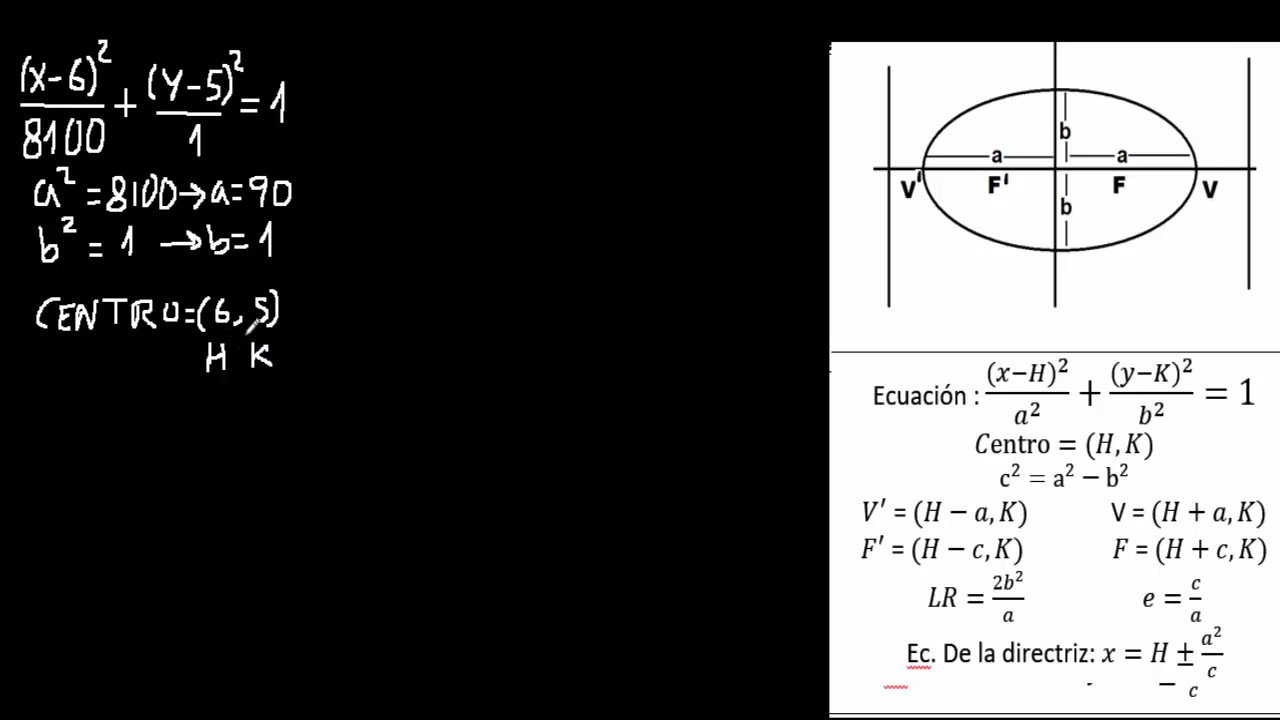 (x-6)²/8100 + (y-5)²/1 = 1
a² = 8100 → a = 90
b² = 1 → b = 1
CENTRO = (6, 5)
H K
b
a a
V' F' F V
b
Ecuación : (x−H)²/a² + (y−K)²/b² = 1
Centro = (H, K)
c² = a² − b²
V' = (H − a, K) V = (H + a, K)
F' = (H − c, K) F = (H + c, K)
LR = 2b²/a e = c/a
Ec. De la directriz: x = H ± a²/c
c